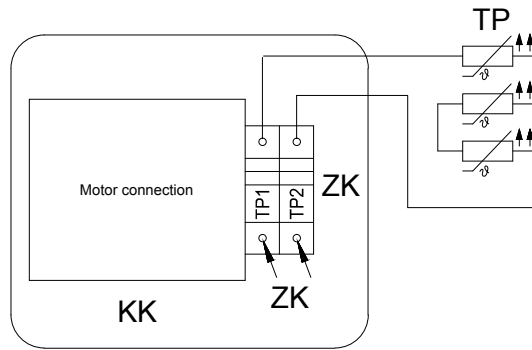 TP
ϑ
ϑ
ϑ
Motor connection
TP1
TP2
ZK
ZK
KK